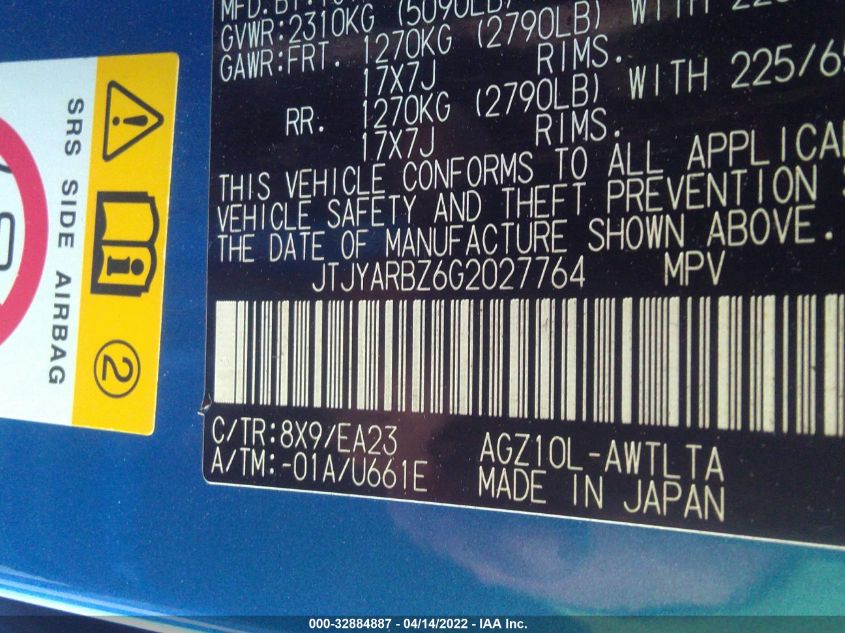 GVWR:2310KG (5090LB)
GAWR:FRT. 1270KG (2790LB) WITH
17X7J RIMS.
RR. 1270KG (2790LB) WITH 225/65
17X7J RIMS.
THIS VEHICLE CONFORMS TO ALL
VEHICLE SAFETY AND THEFT PREVENTION
THE DATE OF MANUFACTURE SHOWN ABOVE.
JTJYARBZ6G2027764 MPV
C/TR:8X9/EA23 AGZ10L-AWTLTA
A/TM:-01A/U661E MADE IN JAPAN
SRS SIDE AIRBAG
2
000-32884887 - 04/14/2022 - IAA Inc.